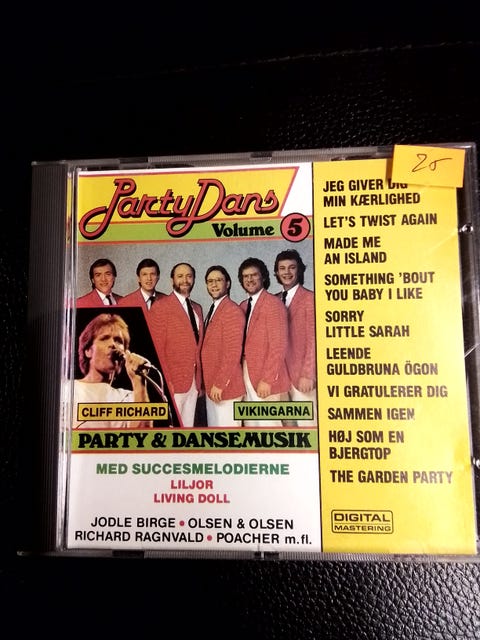 Party Dans
Volume 5
CLIFF RICHARD
VIKINGARNA
PARTY & DANSEMUSIK
MED SUCCESMELODIERNE
LILJOR
LIVING DOLL
JODLE BIRGE • OLSEN & OLSEN
RICHARD RAGNVALD • POACHER m.fl.
20-
JEG GIVER DIG
MIN KÆRLIGHED
LET'S TWIST AGAIN
MADE ME
AN ISLAND
SOMETHING 'BOUT
YOU BABY I LIKE
SORRY
LITTLE SARAH
LEENDE
GULDBRUNA ÖGON
VI GRATULERER DIG
SAMMEN IGEN
HØJ SOM EN
BJERGTOP
THE GARDEN PARTY
DIGITAL
MASTERING